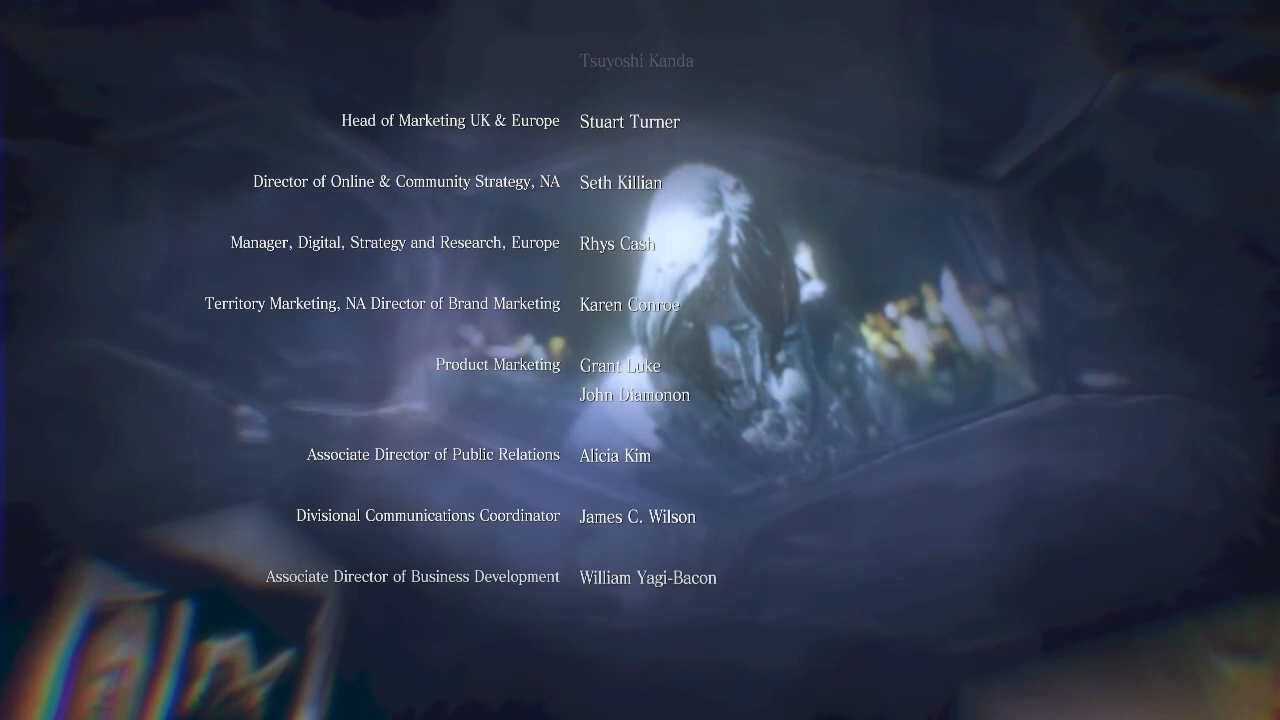 Tsuyoshi Kanda
Head of Marketing UK & Europe Stuart Turner
Director of Online & Community Strategy, NA Seth Killian
Manager, Digital, Strategy and Research, Europe Rhys Cash
Territory Marketing, NA Director of Brand Marketing Karen Conroe
Product Marketing Grant Luke
John Diamonon
Associate Director of Public Relations Alicia Kim
Divisional Communications Coordinator James C. Wilson
Associate Director of Business Development William Yagi-Bacon